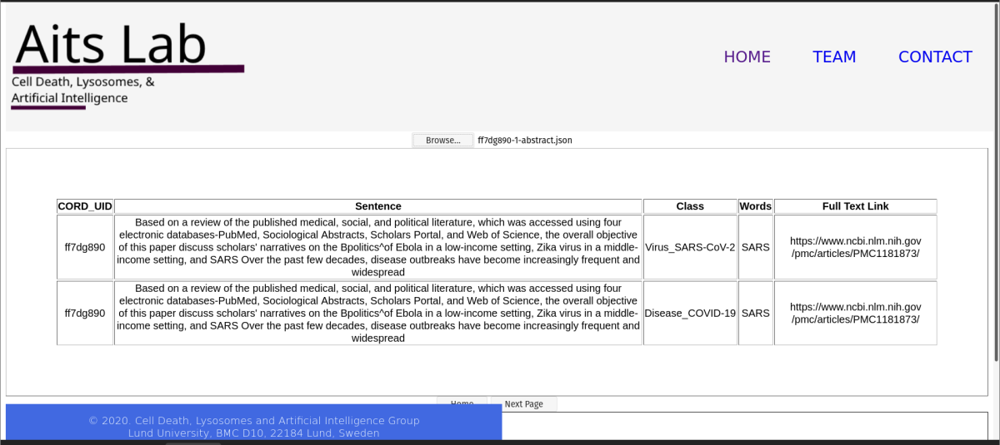 Aits Lab
Cell Death, Lysosomes, &
Artificial Intelligence
HOME TEAM CONTACT
Browse... ff7dg890-1-abstract.json
CORD_UID Sentence Class Words Full Text Link
ff7dg890
Based on a review of the published medical, social, and political literature, which was accessed using four
electronic databases-PubMed, Sociological Abstracts, Scholars Portal, and Web of Science, the overall objective
of this paper discuss scholars' narratives on the Bpolitics^of Ebola in a low-income setting, Zika virus in a middle-
income setting, and SARS Over the past few decades, disease outbreaks have become increasingly frequent and
widespread
Virus_SARS-CoV-2
SARS
https://www.ncbi.nlm.nih.gov
/pmc/articles/PMC1181873/
ff7dg890
Based on a review of the published medical, social, and political literature, which was accessed using four
electronic databases-PubMed, Sociological Abstracts, Scholars Portal, and Web of Science, the overall objective
of this paper discuss scholars' narratives on the Bpolitics^of Ebola in a low-income setting, Zika virus in a middle-
income setting, and SARS Over the past few decades, disease outbreaks have become increasingly frequent and
widespread
Disease_COVID-19
SARS
https://www.ncbi.nlm.nih.gov
/pmc/articles/PMC1181873/
Home Next Page
© 2020. Cell Death, Lysosomes and Artificial Intelligence Group
Lund University, BMC D10, 22184 Lund, Sweden